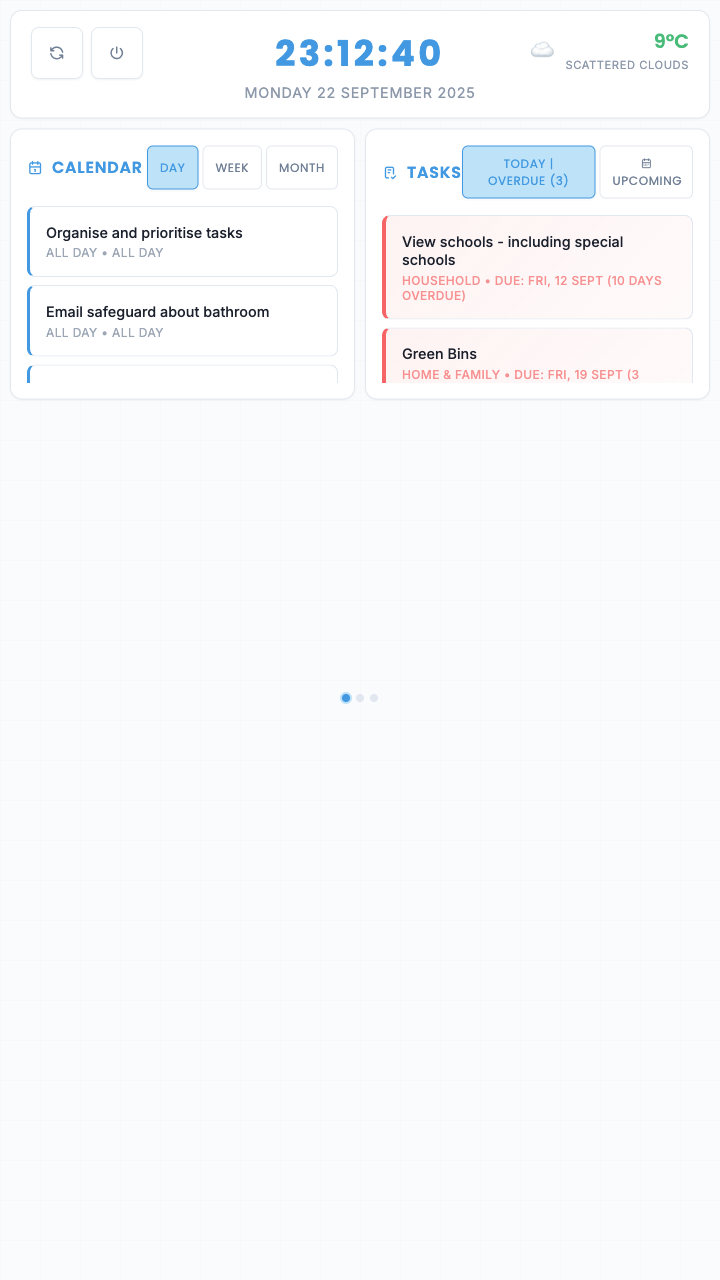 23:12:40
MONDAY 22 SEPTEMBER 2025
9°C
SCATTERED CLOUDS
CALENDAR
DAY
WEEK
MONTH
Organise and prioritise tasks
ALL DAY • ALL DAY
Email safeguard about bathroom
ALL DAY • ALL DAY
TASKS
TODAY |
OVERDUE (3)
UPCOMING
View schools - including special
schools
HOUSEHOLD • DUE: FRI, 12 SEPT (10 DAYS
OVERDUE)
Green Bins
HOME & FAMILY • DUE: FRI, 19 SEPT (3